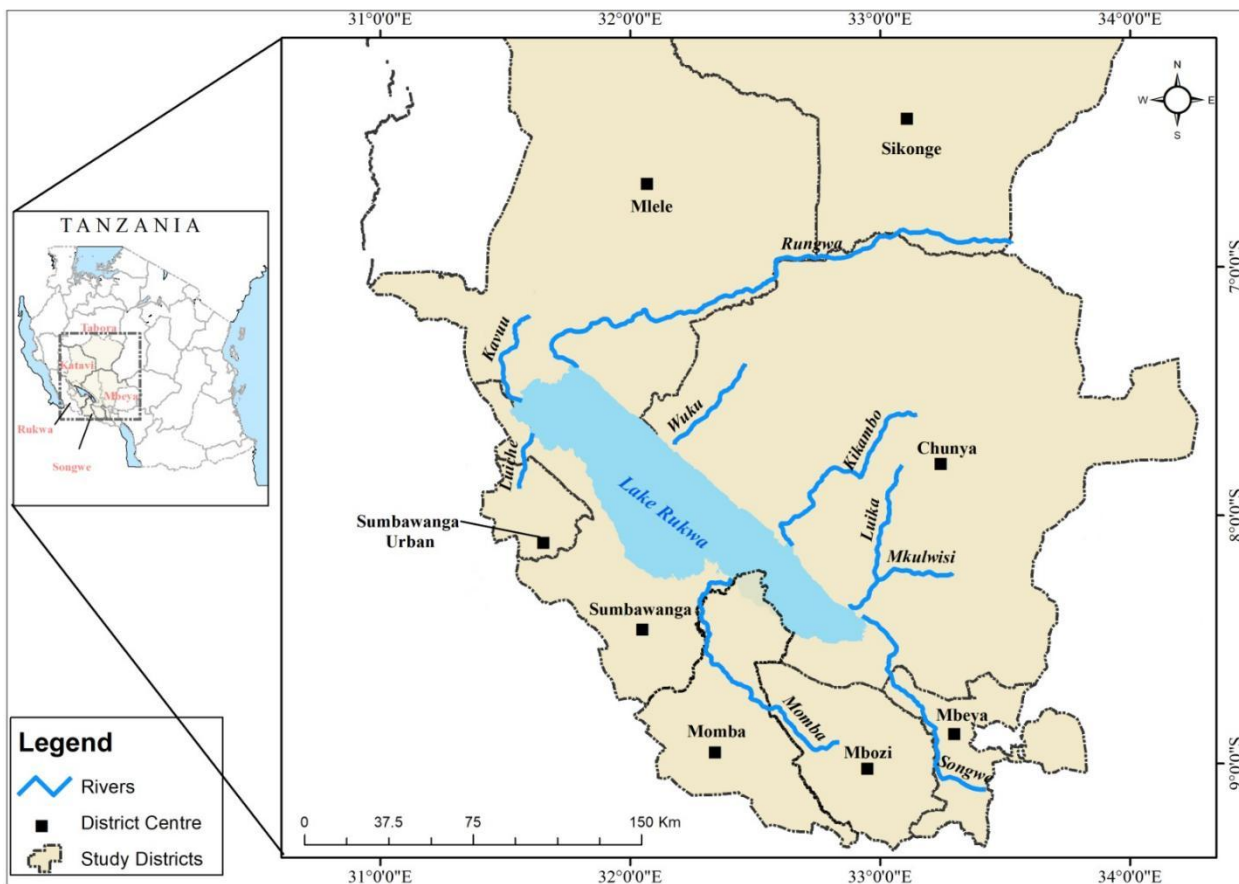 31°0'0"E 32°0'0"E 33°0'0"E 34°0'0"E
N
W E
S
Sikonge
Mlele
Rungwa
7°0'0"S
TANZANIA
Tabora
Katavi
Mbeya
Rukwa
Songwe
Kavuu
Wuku
Kikambo
Chunya
Luiche
Lake Rukwa
Luika
8°0'0"S
Sumbawanga
Urban
Mkulwisi
Sumbawanga
Momba
Momba
Mbozi
Mbeya
Songwe
9°0'0"S
Legend
Rivers
District Centre
Study Districts
0 37.5 75 150 Km
31°0'0"E 32°0'0"E 33°0'0"E 34°0'0"E